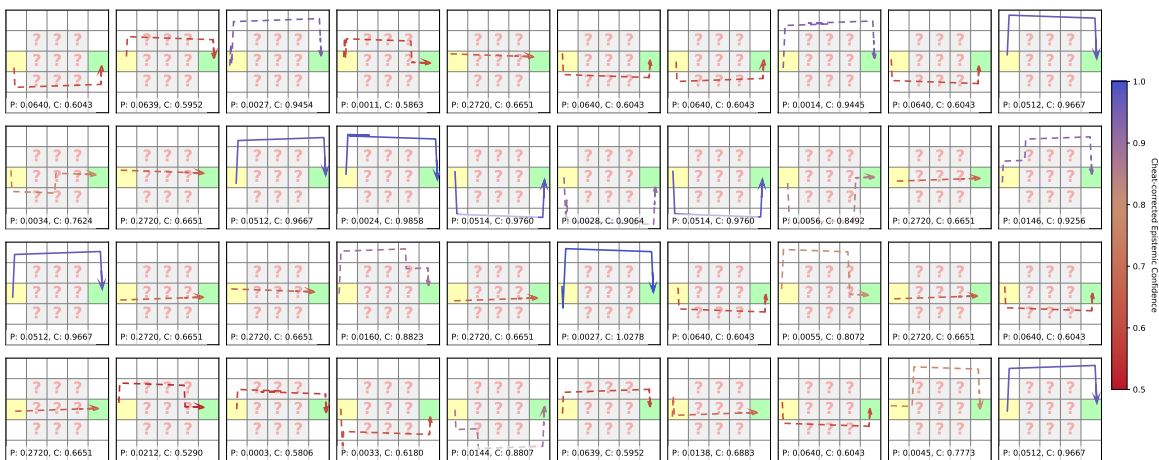 ? ? ? ? ? ? ? ? ? ? ? ? ? ? ? ? ? ? ? ? ? ? ? ? ? ? ? ? ? ?
? ? ? ? ? ? ? ? ? ? ? ? ? ? ? ? ? ? ? ? ? ? ? ? ? ? ? ? ? ?
? ? ? ? ? ? ? ? ? ? ? ? ? ? ? ? ? ? ? ? ? ? ? ? ? ? ? ? ? ?
P: 0.0640, C: 0.6043 P: 0.0639, C: 0.5952 P: 0.0027, C: 0.9454 P: 0.0011, C: 0.5863 P: 0.2720, C: 0.6651 P: 0.0640, C: 0.6043 P: 0.0640, C: 0.6043 P: 0.0014, C: 0.9445 P: 0.0640, C: 0.6043 P: 0.0512, C: 0.9667
? ? ? ? ? ? ? ? ? ? ? ? ? ? ? ? ? ? ? ? ? ? ? ? ? ? ? ? ? ?
? ? ? ? ? ? ? ? ? ? ? ? ? ? ? ? ? ? ? ? ? ? ? ? ? ? ? ? ? ?
? ? ? ? ? ? ? ? ? ? ? ? ? ? ? ? ? ? ? ? ? ? ? ? ? ? ? ? ? ?
P: 0.0034, C: 0.7624 P: 0.2720, C: 0.6651 P: 0.0512, C: 0.9667 P: 0.0024, C: 0.9858 P: 0.0514, C: 0.9760 P: 0.0028, C: 0.9064 P: 0.0514, C: 0.9760 P: 0.0056, C: 0.8492 P: 0.2720, C: 0.6651 P: 0.0146, C: 0.9256
? ? ? ? ? ? ? ? ? ? ? ? ? ? ? ? ? ? ? ? ? ? ? ? ? ? ? ? ? ?
? ? ? ? ? ? ? ? ? ? ? ? ? ? ? ? ? ? ? ? ? ? ? ? ? ? ? ? ? ?
? ? ? ? ? ? ? ? ? ? ? ? ? ? ? ? ? ? ? ? ? ? ? ? ? ? ? ? ? ?
P: 0.0512, C: 0.9667 P: 0.2720, C: 0.6651 P: 0.2720, C: 0.6651 P: 0.0160, C: 0.8823 P: 0.2720, C: 0.6651 P: 0.0027, C: 1.0278 P: 0.0640, C: 0.6043 P: 0.0055, C: 0.8072 P: 0.2720, C: 0.6651 P: 0.0640, C: 0.6043
? ? ? ? ? ? ? ? ? ? ? ? ? ? ? ? ? ? ? ? ? ? ? ? ? ? ? ? ? ?
? ? ? ? ? ? ? ? ? ? ? ? ? ? ? ? ? ? ? ? ? ? ? ? ? ? ? ? ? ?
? ? ? ? ? ? ? ? ? ? ? ? ? ? ? ? ? ? ? ? ? ? ? ? ? ? ? ? ? ?
P: 0.2720, C: 0.6651 P: 0.0212, C: 0.5290 P: 0.0003, C: 0.5806 P: 0.0033, C: 0.6180 P: 0.0144, C: 0.8807 P: 0.0639, C: 0.5952 P: 0.0138, C: 0.6883 P: 0.0640, C: 0.6043 P: 0.0045, C: 0.7773 P: 0.0512, C: 0.9667
1.0
0.9
0.8
0.7
0.6
0.5
Cheat-corrected Epistemic Confidence